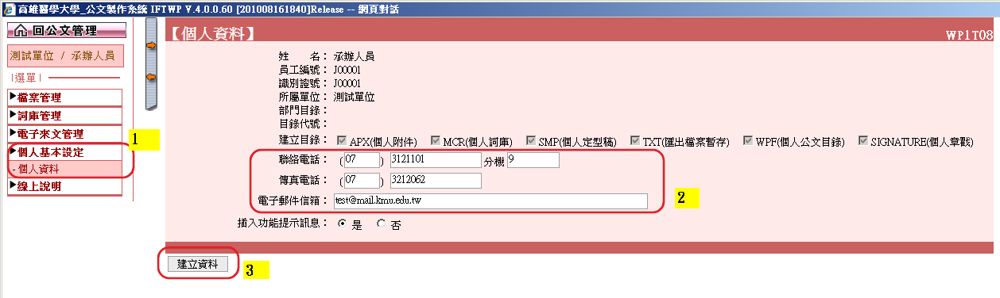 高雄醫學大學_公文製作系統 IFTWP V.4.0.0.60 [201008161840]Release -- 網頁對話
回公文管理
測試單位 / 承辦人員
|選單|
檔案管理
詞庫管理
電子來文管理
1
個人基本設定
- 個人資料
線上說明
【個人資料】
WP1T08
姓 名： 承辦人員
員工編號： J00001
識別證號： J00001
所屬單位： 測試單位
部門目錄：
目錄代號：
建立目錄： APX(個人附件) MCR(個人詞庫) SMP(個人定型稿) TXT(匯出檔案暫存) WPF(個人公文目錄) SIGNATURE(個人章戳)
聯絡電話： (07) 3121101 分機 9
傳真電話： (07) 3212062
電子郵件信箱： test@mail.kmu.edu.tw
2
插入功能提示訊息： 是 否
建立資料
3